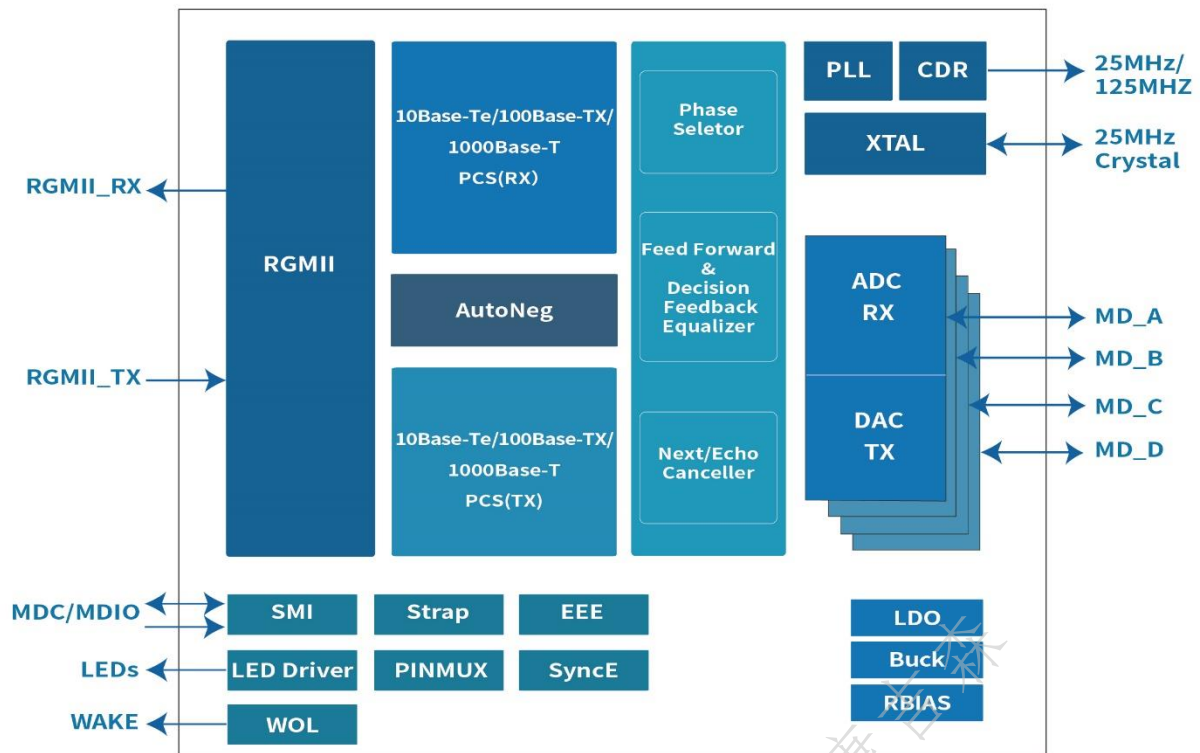 PLL
CDR
25MHz/
125MHZ
XTAL
25MHz
Crystal
10Base-Te/100Base-TX/
1000Base-T
PCS(RX)
Phase
Seletor
RGMII_RX
RGMII
Feed Forward
&
Decision
Feedback
Equalizer
AutoNeg
ADC
RX
MD_A
MD_B
MD_C
MD_D
RGMII_TX
DAC
TX
10Base-Te/100Base-TX/
1000Base-T
PCS(TX)
Next/Echo
Canceller
MDC/MDIO
SMI
Strap
EEE
LDO
LEDs
LED Driver
PINMUX
SyncE
Buck
WAKE
WOL
RBIAS